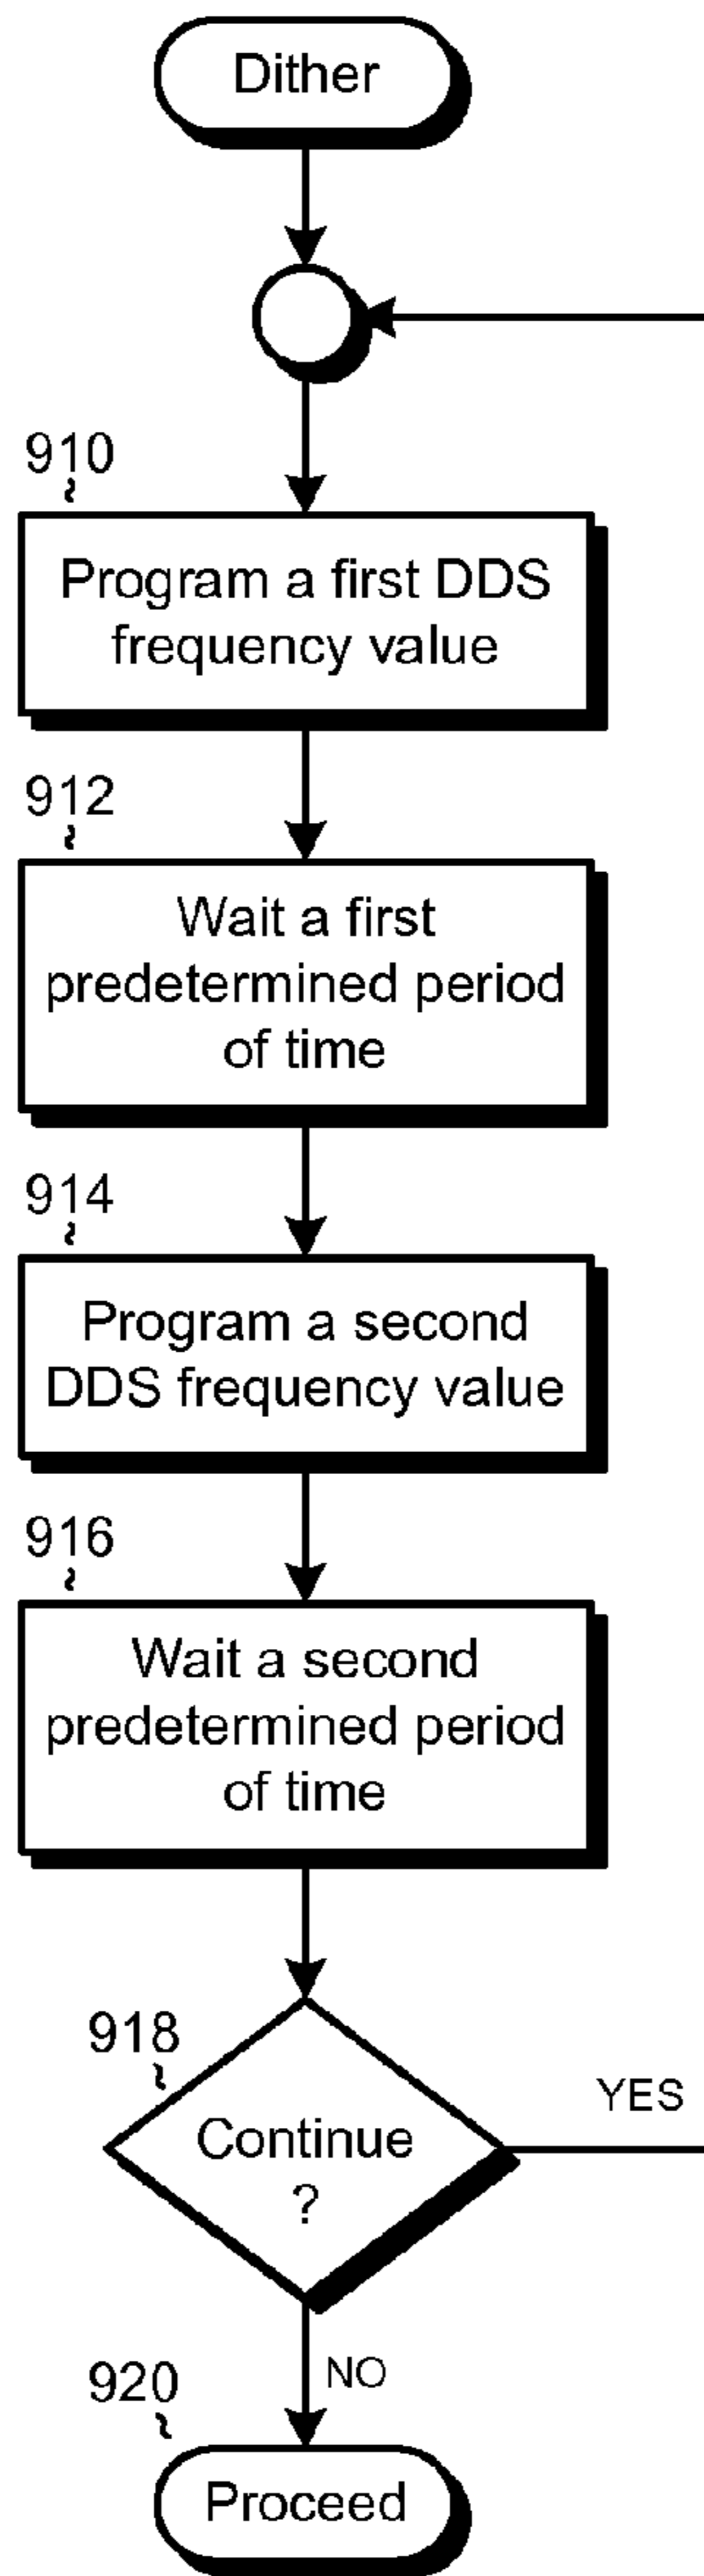 Dither
910
Program a first DDS
frequency value
912
Wait a first
predetermined period
of time
914
Program a second
DDS frequency value
916
Wait a second
predetermined period
of time
918
Continue
?
YES
NO
920
Proceed